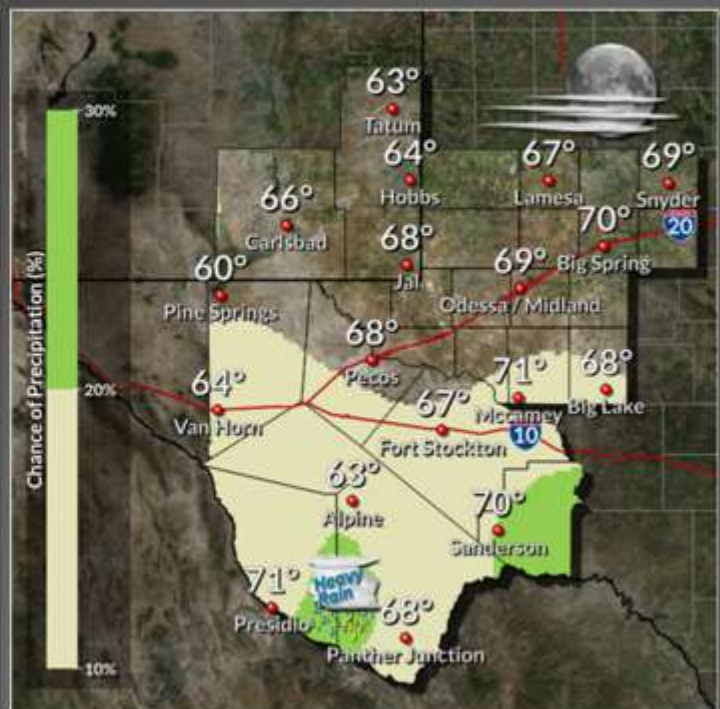 30%
63°
Tatum
64°
Hobbs
67°
Lamesa
69°
Snyder
66°
Carlsbad
70°
20
Big Spring
68°
Jal
69°
Odessa / Midland
60°
Pine Springs
Chance of Precipitation (%)
68°
Pecos
20%
64°
Van Horn
71°
Mccamey
68°
Big Lake
67°
Fort Stockton
10
63°
Alpine
70°
Sanderson
Heavy
Rain
71°
Presidio
68°
Panther Junction
10%